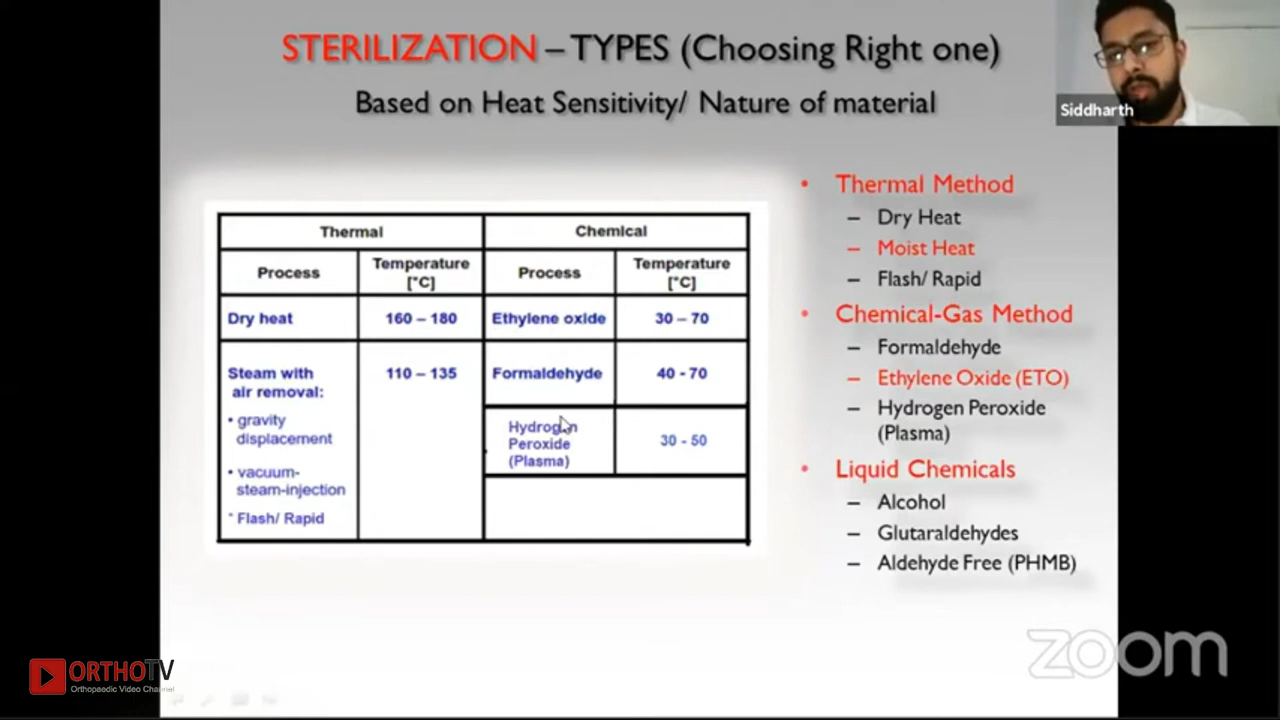 STERILIZATION – TYPES (Choosing Right one)
Based on Heat Sensitivity/ Nature of material
Siddharth
Thermal
Chemical
Process
Temperature
[°C]
Process
Temperature
[°C]
Dry heat
160 – 180
Ethylene oxide
30 – 70
Steam with
air removal:
• gravity
displacement
• vacuum-
steam-injection
* Flash/ Rapid
110 – 135
Formaldehyde
40 - 70
Hydrogen
Peroxide
(Plasma)
30 - 50
• Thermal Method
– Dry Heat
– Moist Heat
– Flash/ Rapid
• Chemical-Gas Method
– Formaldehyde
– Ethylene Oxide (ETO)
– Hydrogen Peroxide
(Plasma)
• Liquid Chemicals
– Alcohol
– Glutaraldehydes
– Aldehyde Free (PHMB)
ORTHOTV
Orthopaedic Video Channel
zoom